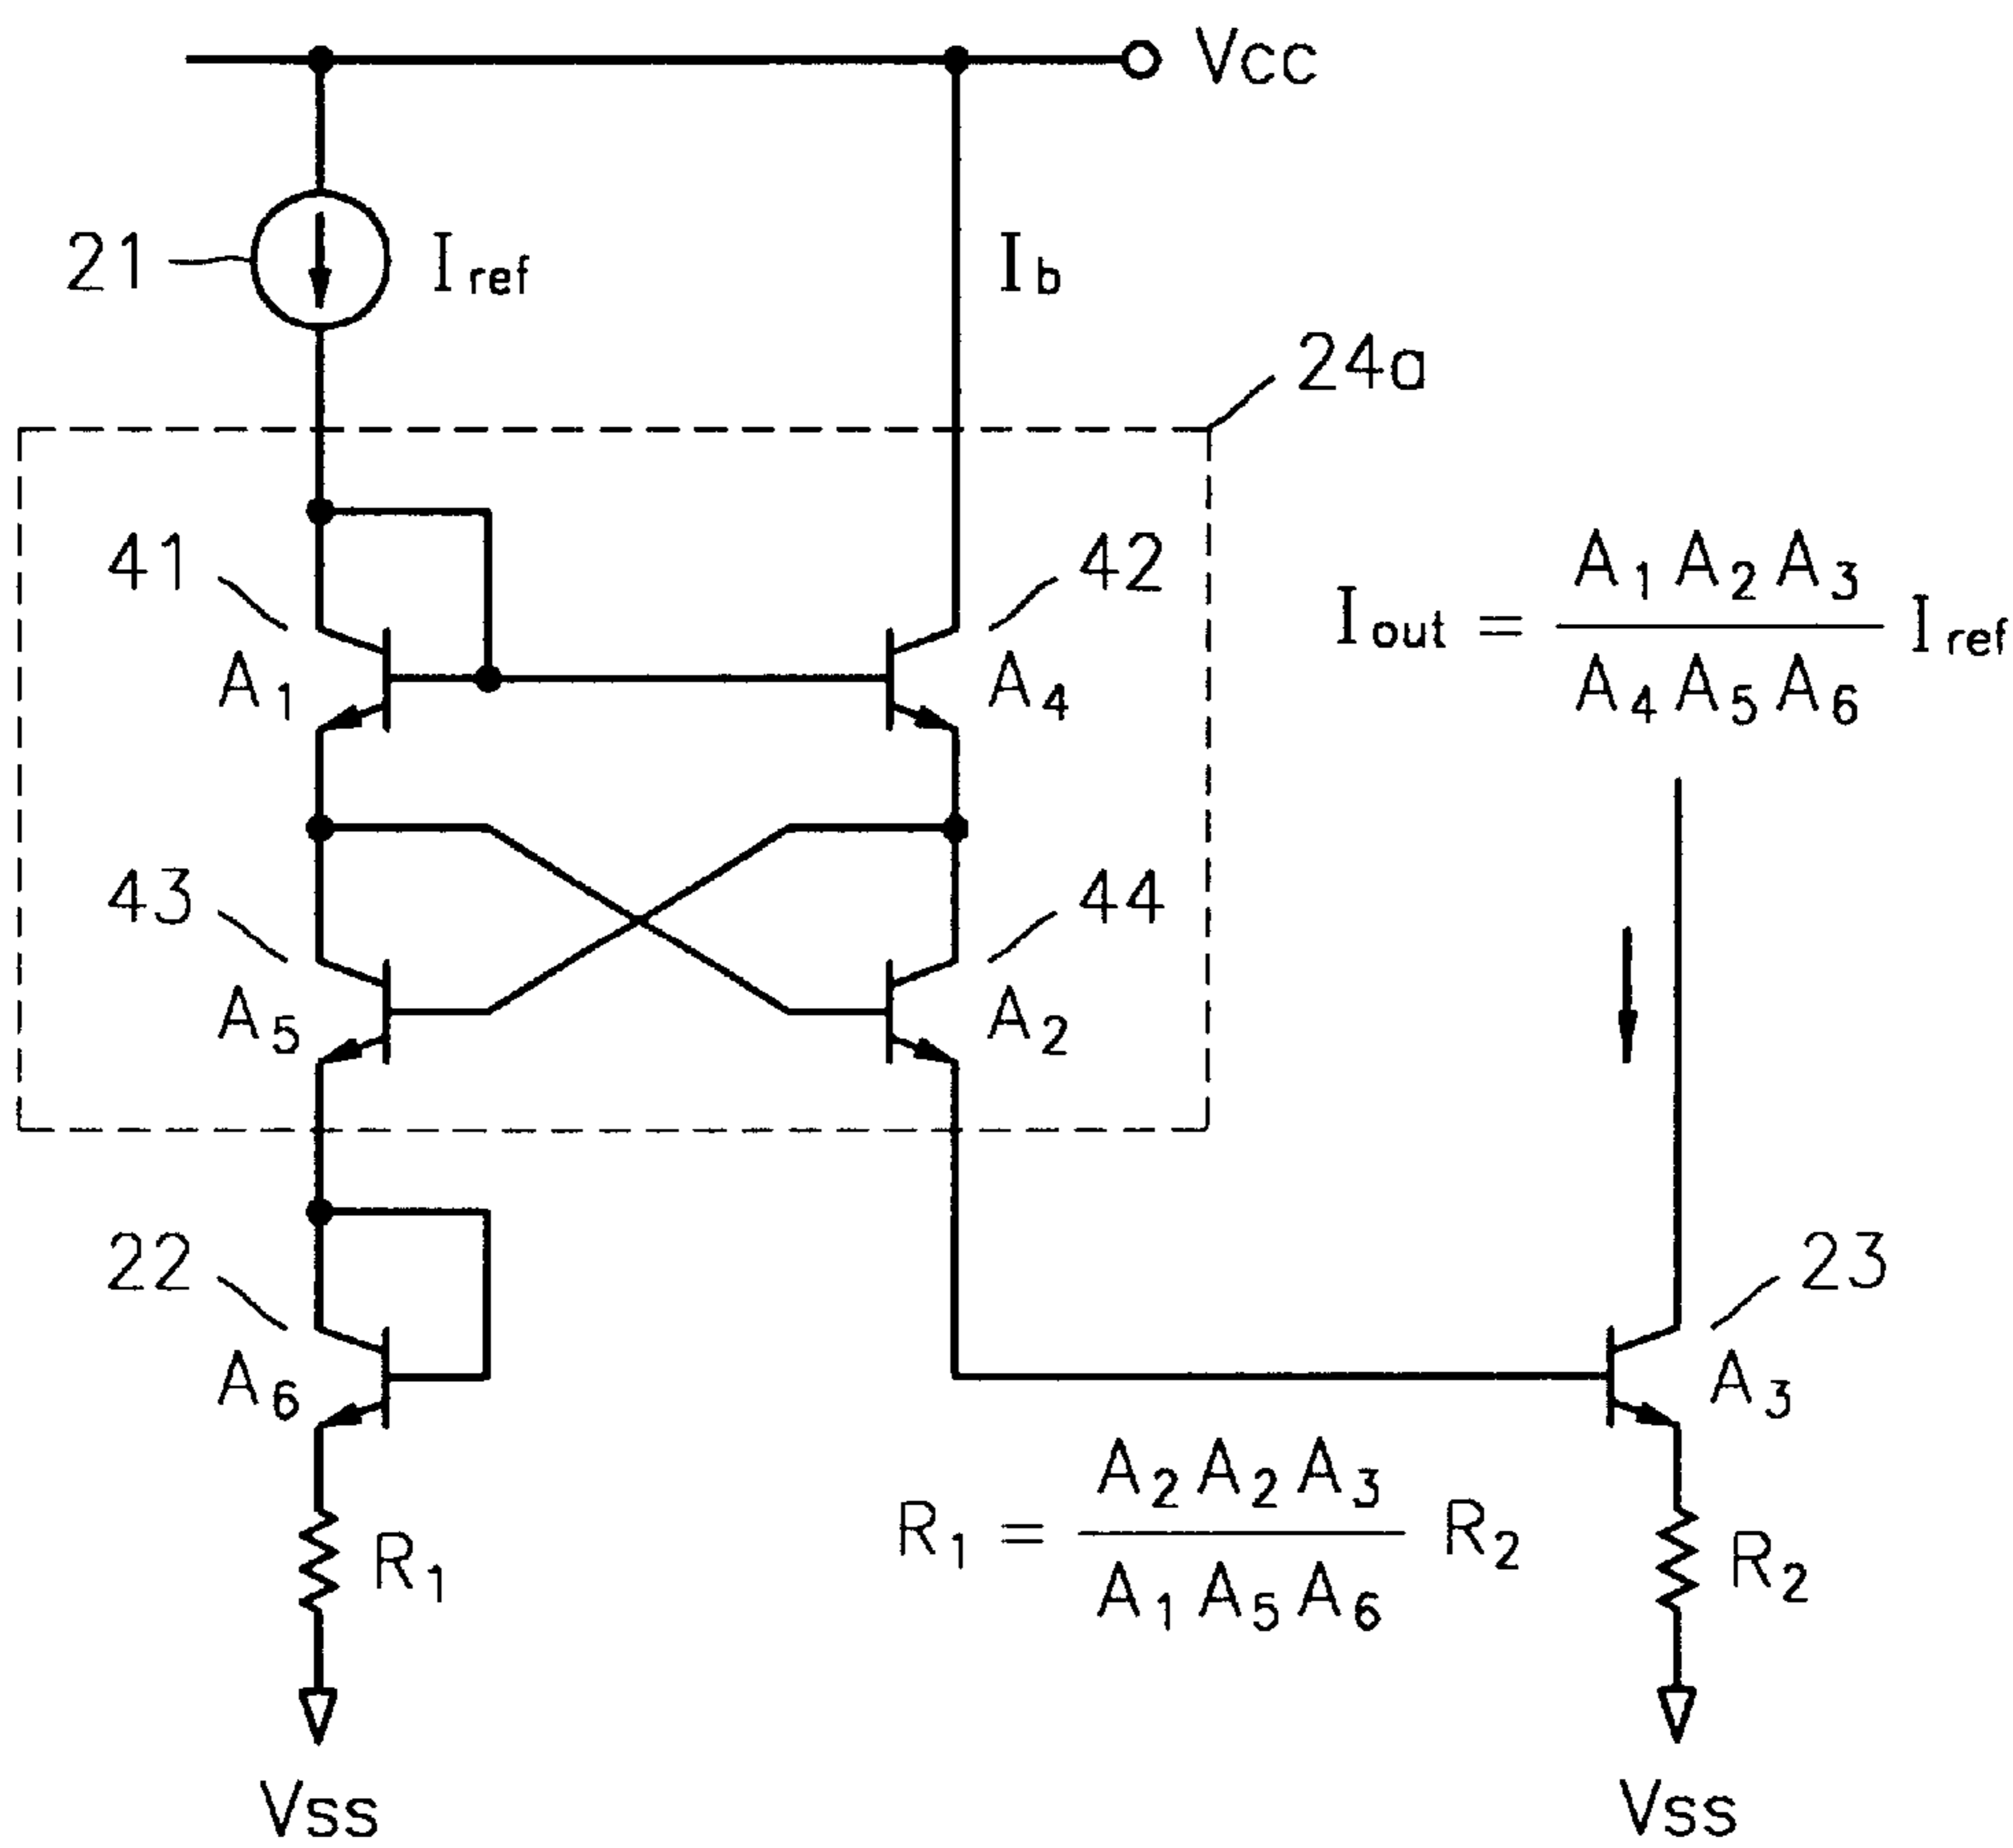 Vcc
21
Iref
Ib
24a
41
42
A1
A4
Iout = A1 A2 A3 / A4 A5 A6 Iref
43
44
A5
A2
22
23
A6
A3
R1 = A2 A2 A3 / A1 A5 A6 R2
R1
R2
Vss
Vss